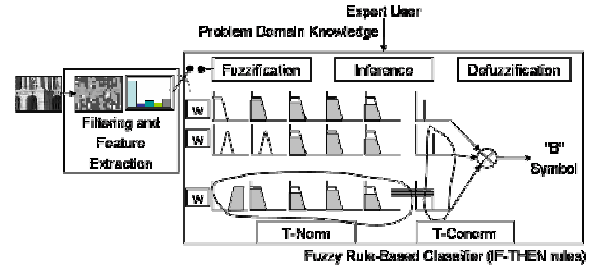 Expert User
Problem Domain Knowledge
Fuzzification
Inference
Defuzzification
Filtering and
Feature
Extraction
W
W
W
"B"
Symbol
T-Norm
T-Conorm
Fuzzy Rule-Based Classifier (IF-THEN rules)